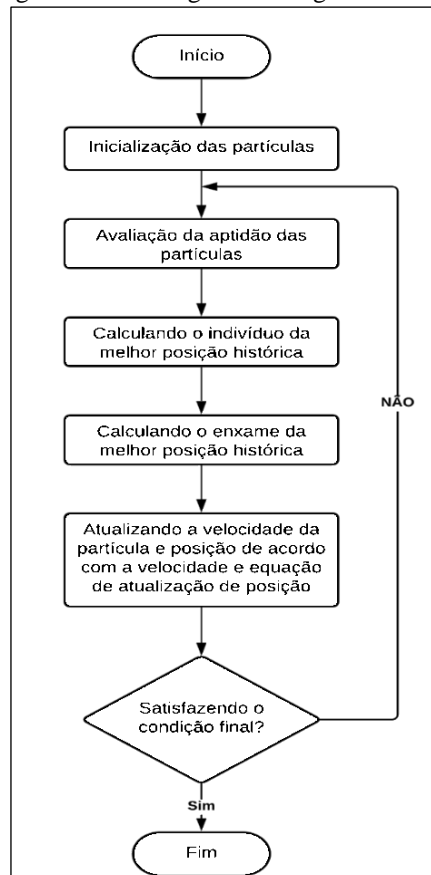 Início
Inicialização das partículas
Avaliação da aptidão das
partículas
Calculando o indivíduo da
melhor posição histórica
NÃO
Calculando o enxame da
melhor posição histórica
Atualizando a velocidade da
partícula e posição de acordo
com a velocidade e equação
de atualização de posição
Satisfazendo o
condição final?
Sim
Fim